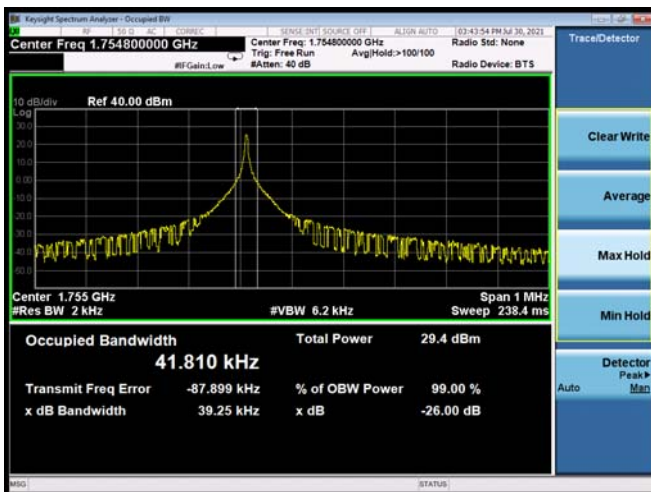 Keysight Spectrum Analyzer - Occupied BW
RF 50 Ω AC CORREC SENSE:INT SOURCE OFF ALIGN AUTO 03:43:54 PM Jul 30, 2021
Center Freq 1.754800000 GHz
Center Freq: 1.754800000 GHz
Radio Std: None
Trig: Free Run Avg|Hold:>100/100
#IFGain:Low #Atten: 40 dB Radio Device: BTS
10 dB/div Ref 40.00 dBm
Log
30.0
20.0
10.0
0.00
10.0
20.0
30.0
40.0
50.0
Center 1.755 GHz Span 1 MHz
#Res BW 2 kHz #VBW 6.2 kHz Sweep 238.4 ms
Occupied Bandwidth Total Power 29.4 dBm
41.810 kHz
Transmit Freq Error -87.899 kHz % of OBW Power 99.00 %
x dB Bandwidth 39.25 kHz x dB -26.00 dB
MSG STATUS
Trace/Detector
Clear Write
Average
Max Hold
Min Hold
Detector
Peak▶
Auto Man